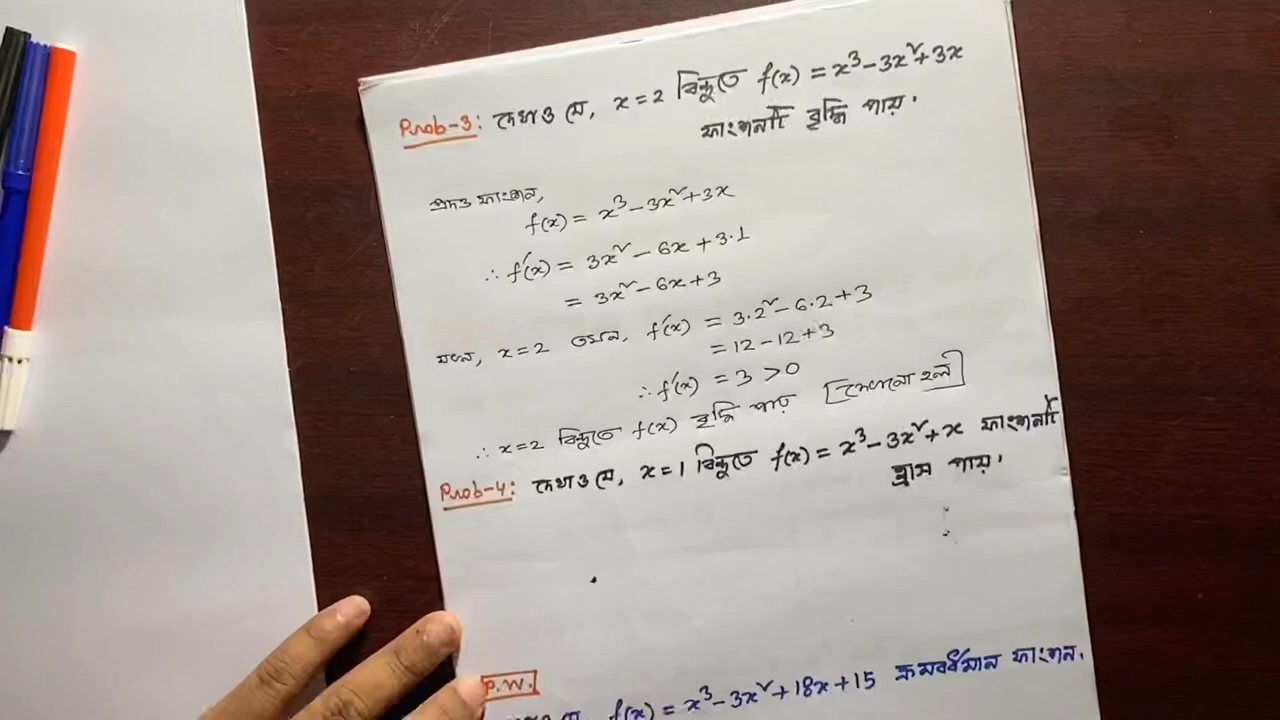 Prob-3: দেখাও যে, x=2 বিন্দুতে f(x) = x³-3x²+3x
ফাংশনটি বৃদ্ধি পায়.
প্রদত্ত ফাংশন,
f(x) = x³-3x²+3x
∴ f′(x) = 3x²-6x+3.1
= 3x²-6x+3
যখন, x=2 তখন, f′(x) = 3.2²-6.2+3
= 12-12+3
∴ f′(x) = 3 >0
∴ x=2 বিন্দুতে f(x) বৃদ্ধি পায় [দেখানো হল]
Prob-4: দেখাও যে, x=1 বিন্দুতে f(x) = x³-3x²+x ফাংশনটি
হ্রাস পায়.
P.W.
যে, f(x) = x³-3x²+18x+15 ক্রমবর্ধমান ফাংশন.